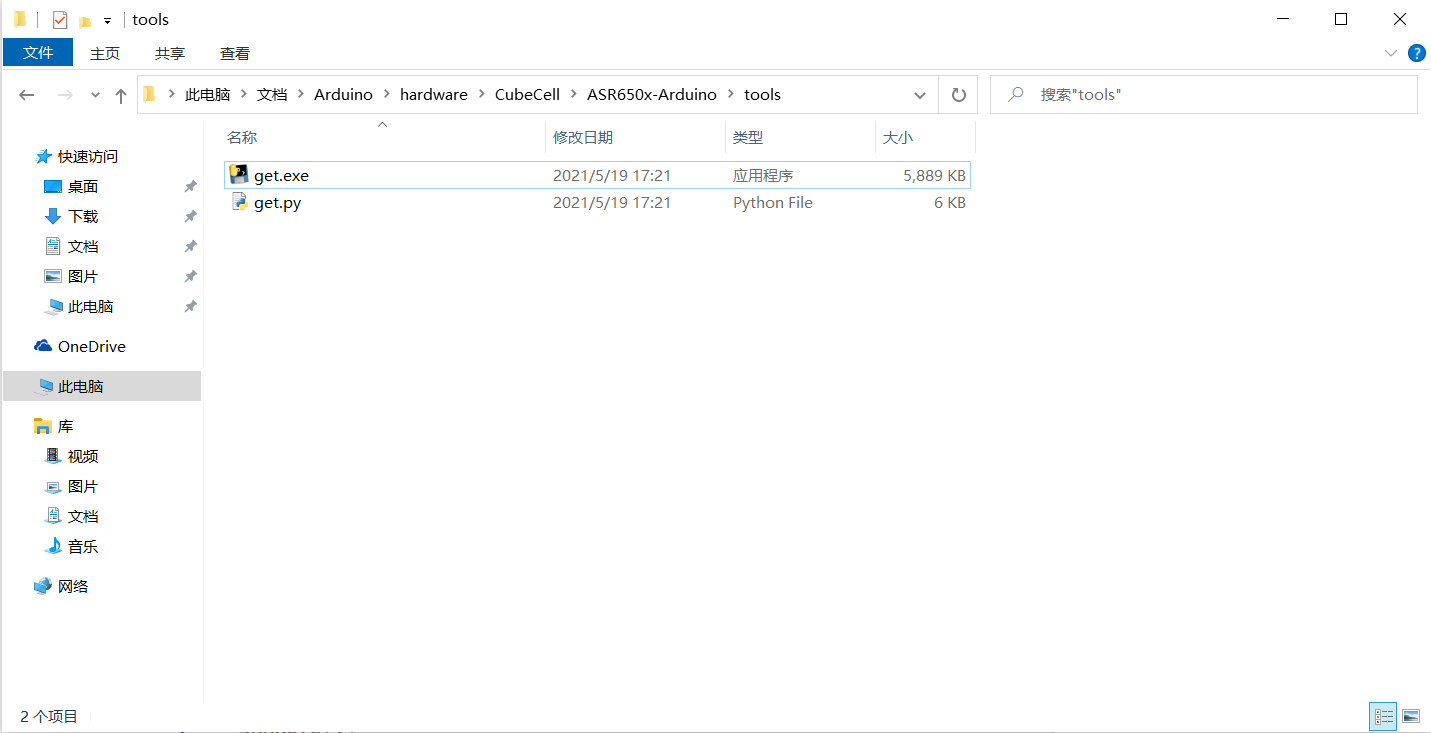 tools
文件 主页 共享 查看
此电脑 文档 Arduino hardware CubeCell ASR650x-Arduino tools 搜索"tools"
名称 修改日期 类型 大小
get.exe 2021/5/19 17:21 应用程序 5,889 KB
get.py 2021/5/19 17:21 Python File 6 KB
快速访问
桌面
下载
文档
图片
此电脑
OneDrive
此电脑
库
视频
图片
文档
音乐
网络
2 个项目